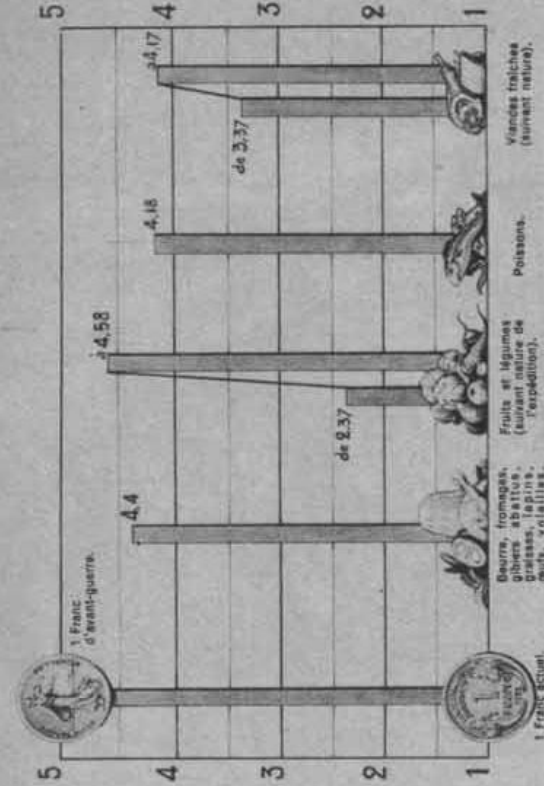 5
4
3
2
1
1 Franc
d'avant-guerre.
1 Franc actuel.
4,4
Beurre, fromages,
gibiers abattus,
graisses, lapins,
œufs, volailles.
de 2,37
à 4,58
Fruits et légumes
(suivant nature de
l'expédition).
4,18
Poissons.
de 3,37
à 4,17
Viandes fraîches
(suivant nature).
5
4
3
2
1